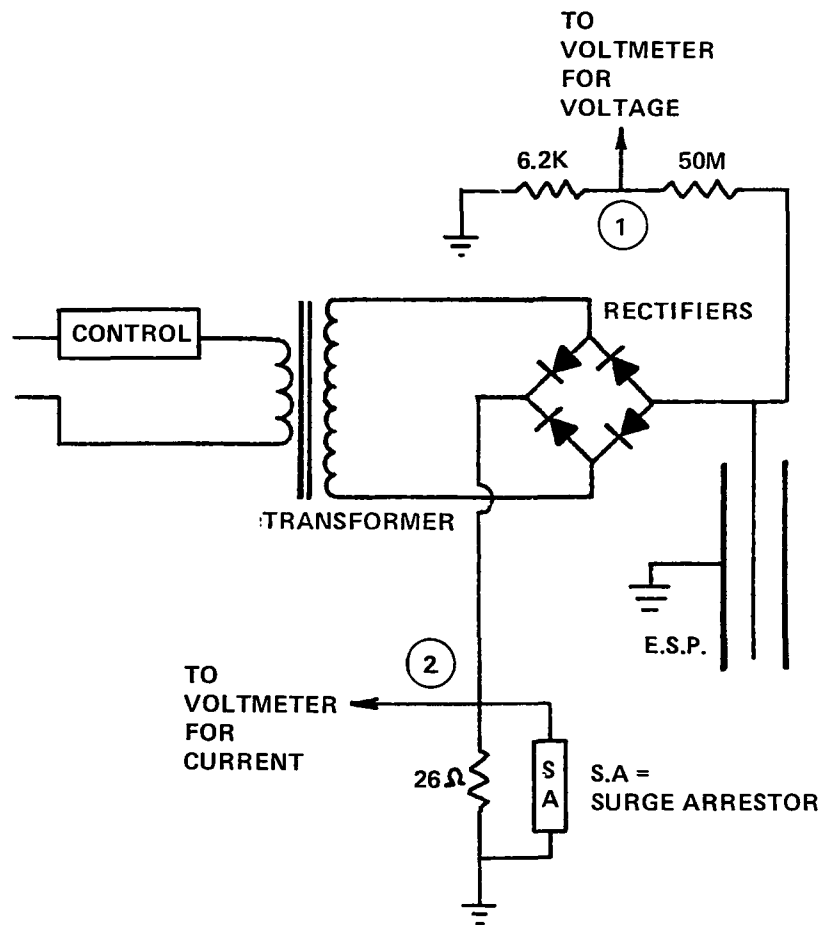 TO
VOLTMETER
FOR
VOLTAGE
6.2K
50M
1
CONTROL
RECTIFIERS
:TRANSFORMER
E.S.P.
2
TO
VOLTMETER
FOR
CURRENT
26Ω
S
A
S.A =
SURGE ARRESTOR